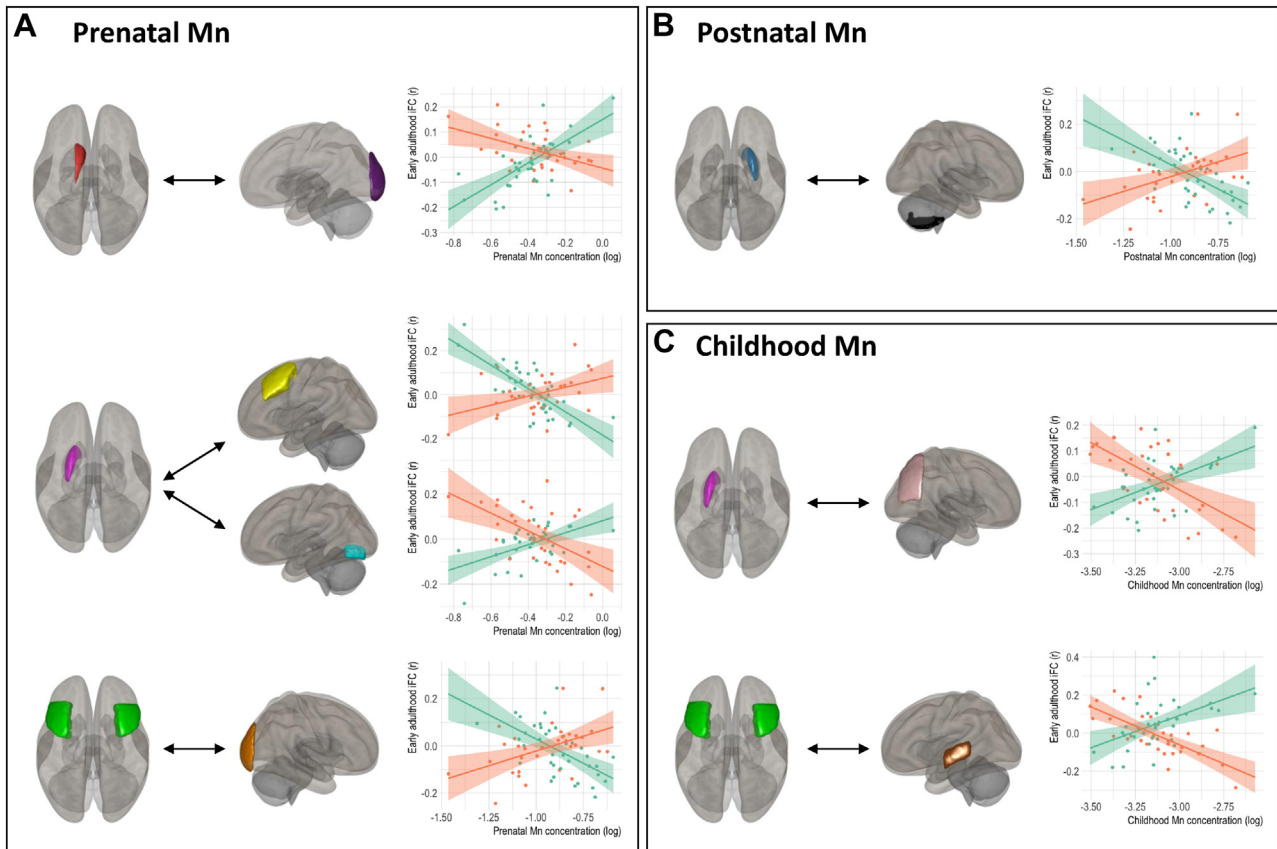 A Prenatal Mn
Early adulthood iFC (r)
0.2
0.1
0.0
-0.1
-0.2
-0.3
-0.8 -0.6 -0.4 -0.2 0.0
Prenatal Mn concentration (log)
Early adulthood iFC (r)
0.2
0.0
-0.2
Early adulthood iFC (r)
0.2
0.0
-0.2
-0.8 -0.6 -0.4 -0.2 0.0
Prenatal Mn concentration (log)
Early adulthood iFC (r)
0.2
0.0
-0.2
-1.50 -1.25 -1.00 -0.75
Prenatal Mn concentration (log)
B Postnatal Mn
Early adulthood iFC (r)
0.2
0.0
-0.2
-1.50 -1.25 -1.00 -0.75
Postnatal Mn concentration (log)
C Childhood Mn
Early adulthood iFC (r)
0.2
0.1
0.0
-0.1
-0.2
-0.3
-3.50 -3.25 -3.00 -2.75
Childhood Mn concentration (log)
Early adulthood iFC (r)
0.4
0.2
0.0
-0.2
-3.50 -3.25 -3.00 -2.75
Childhood Mn concentration (log)